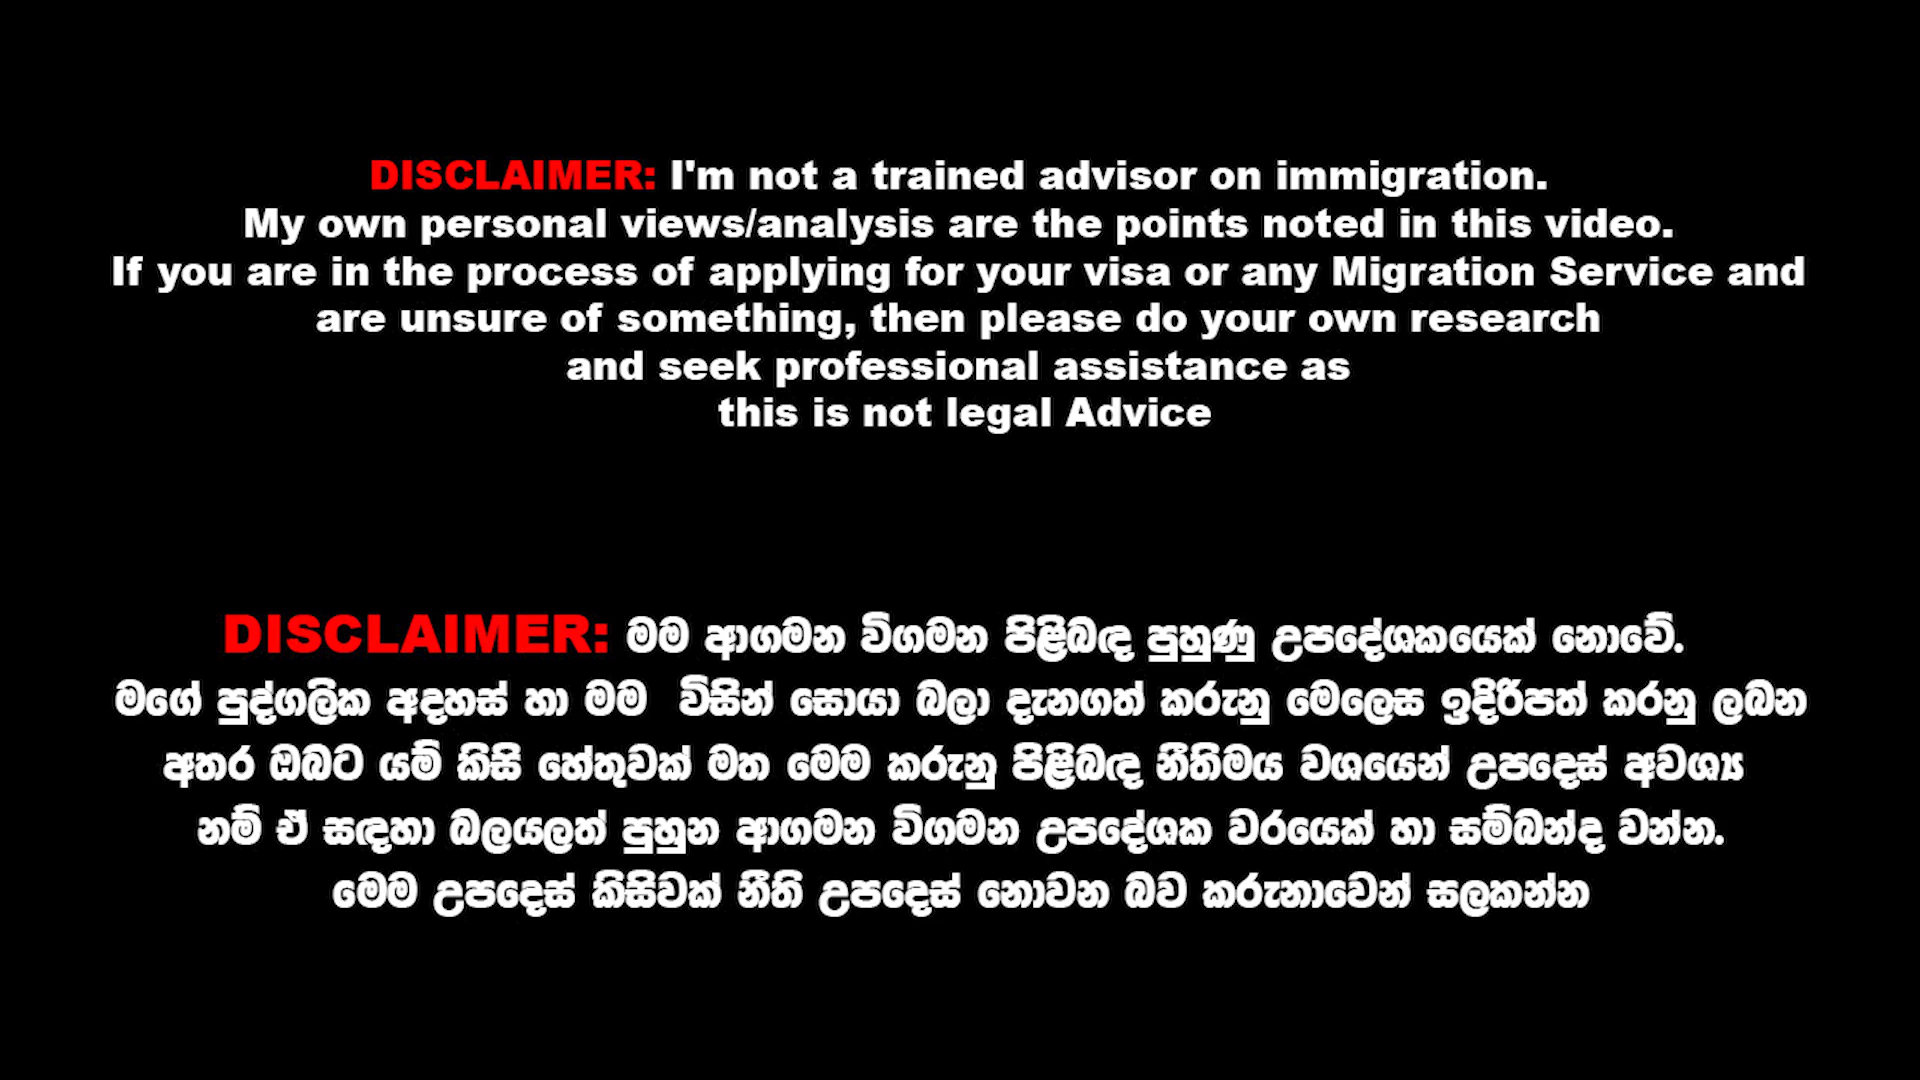 DISCLAIMER: I'm not a trained advisor on immigration.
My own personal views/analysis are the points noted in this video.
If you are in the process of applying for your visa or any Migration Service and
are unsure of something, then please do your own research
and seek professional assistance as
this is not legal Advice
DISCLAIMER: මම ආගමන විගමන පිළිබඳ පුහුණු උපදේශකයෙක් නොවේ.
මගේ පුද්ගලික අදහස් හා මම විසින් සොයා බලා දැනගත් කරුනු මෙලෙස ඉදිරිපත් කරනු ලබන
අතර ඔබට යම් කිසි හේතුවක් මත මෙම කරුනු පිළිබඳ නීතිමය වශයෙන් උපදෙස් අවශ්‍ය
නම් ඒ සඳහා බලයලත් පුහුන ආගමන විගමන උපදේශක වරයෙක් හා සම්බන්ද වන්න.
මෙම උපදෙස් කිසිවක් නීති උපදෙස් නොවන බව කරුනාවෙන් සලකන්න